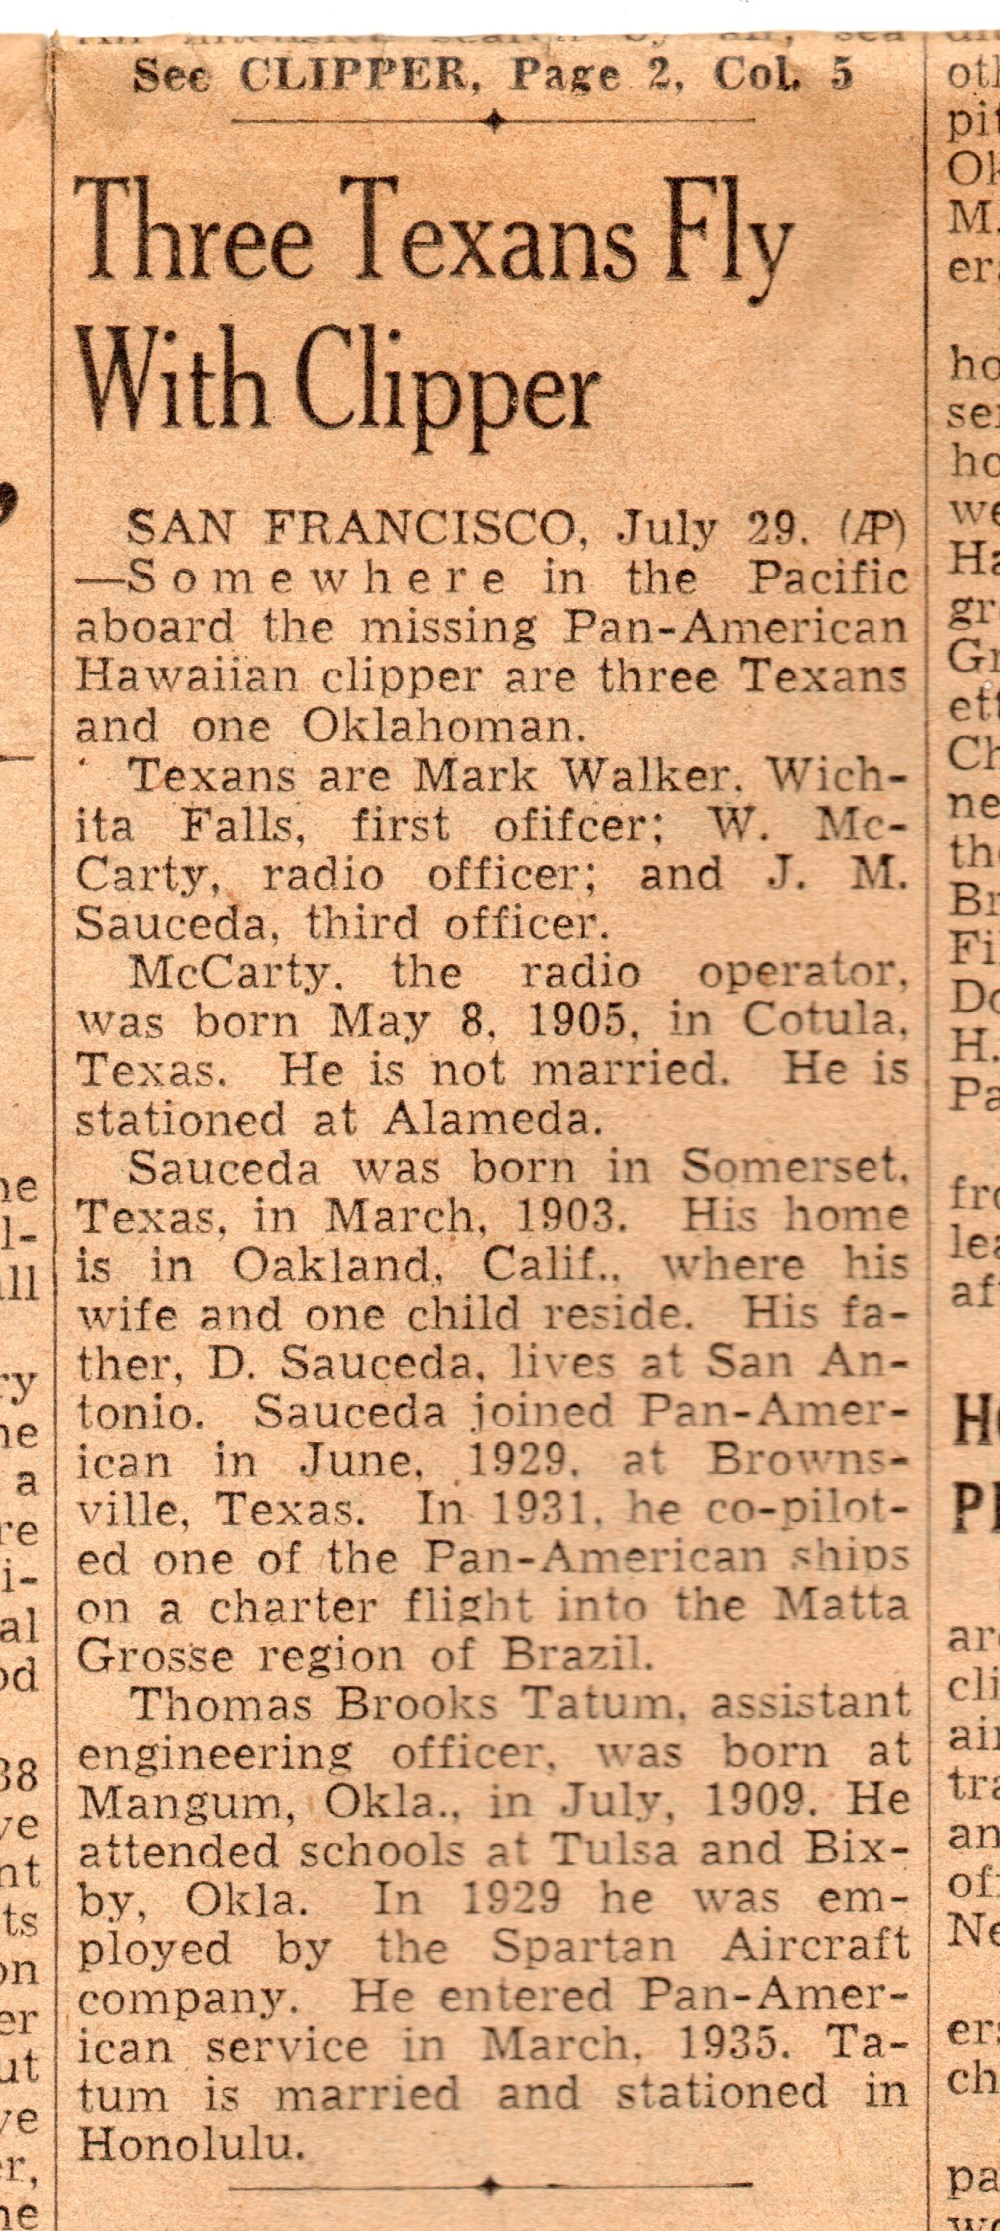 See CLIPPER, Page 2, Col. 5
Three Texans Fly
With Clipper
SAN FRANCISCO, July 29. (AP)
—Somewhere in the Pacific
aboard the missing Pan-American
Hawaiian clipper are three Texans
and one Oklahoman.
Texans are Mark Walker, Wich-
ita Falls, first ofifcer; W. Mc-
Carty, radio officer; and J. M.
Sauceda, third officer.
McCarty, the radio operator,
was born May 8, 1905, in Cotula,
Texas. He is not married. He is
stationed at Alameda.
Sauceda was born in Somerset,
Texas, in March, 1903. His home
is in Oakland, Calif., where his
wife and one child reside. His fa-
ther, D. Sauceda, lives at San An-
tonio. Sauceda joined Pan-Amer-
ican in June, 1929, at Browns-
ville, Texas. In 1931, he co-pilot-
ed one of the Pan-American ships
on a charter flight into the Matta
Grosse region of Brazil.
Thomas Brooks Tatum, assistant
engineering officer, was born at
Mangum, Okla., in July, 1909. He
attended schools at Tulsa and Bix-
by, Okla. In 1929 he was em-
ployed by the Spartan Aircraft
company. He entered Pan-Amer-
ican service in March, 1935. Ta-
tum is married and stationed in
Honolulu.